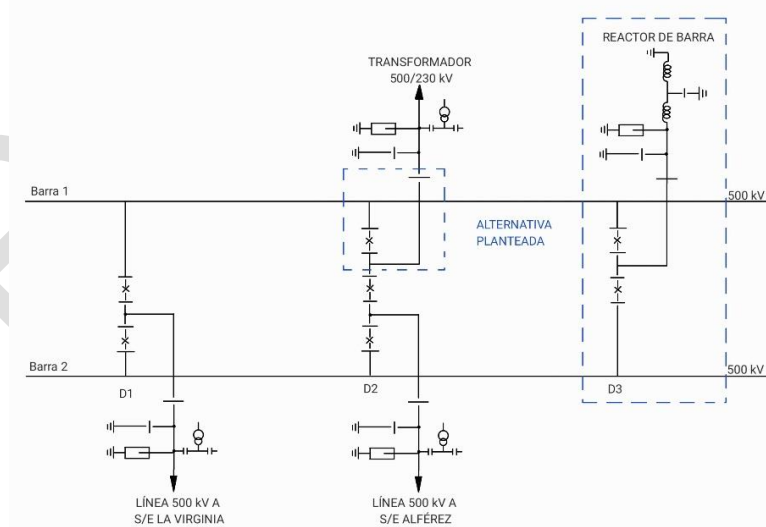 REACTOR DE BARRA
TRANSFORMADOR
500/230 kV
Barra 1
500 kV
ALTERNATIVA
PLANTEADA
Barra 2
500 kV
D1
D2
D3
LÍNEA 500 kV A
S/E LA VIRGINIA
LÍNEA 500 kV A
S/E ALFÉREZ